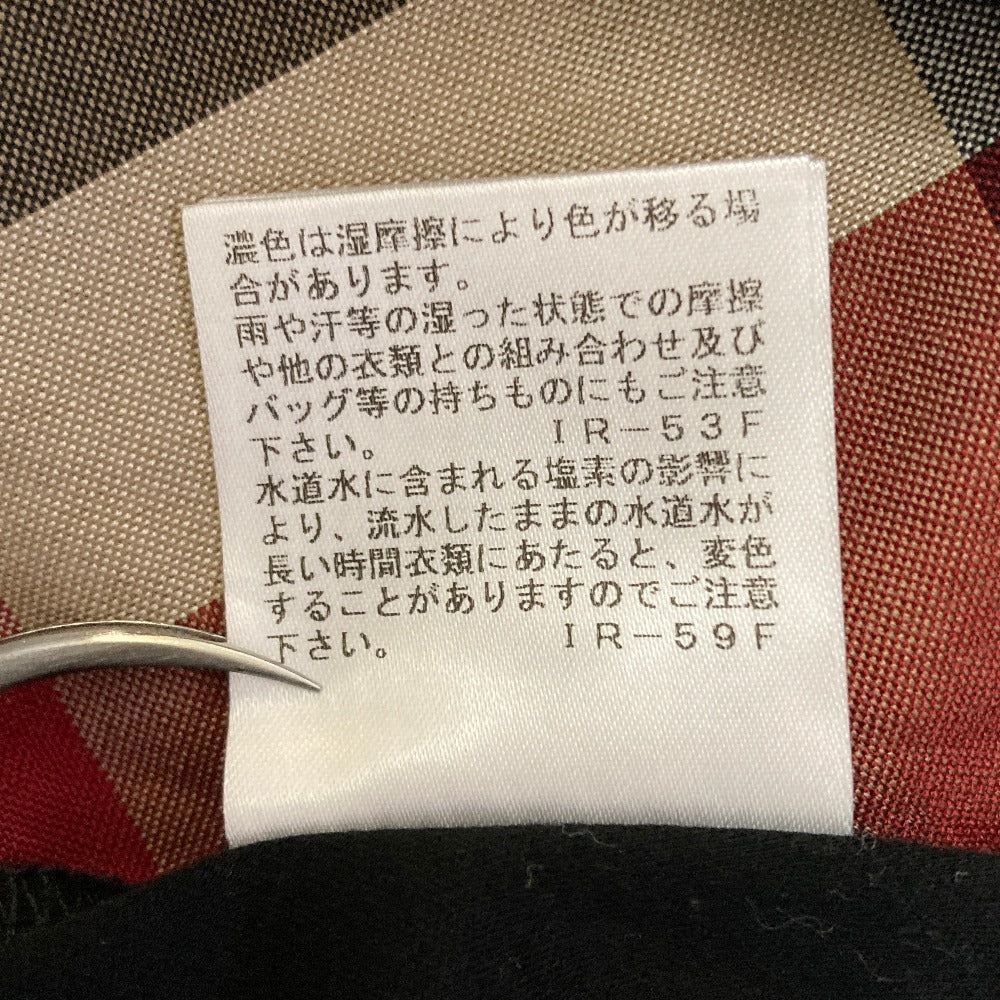 濃色は湿摩擦により色が移る場
合があります。
雨や汗等の湿った状態での摩擦
や他の衣類との組み合わせ及び
バッグ等の持ちものにもご注意
下さい。 ＩＲ－５３Ｆ
水道水に含まれる塩素の影響に
より、流水したままの水道水が
長い時間衣類にあたると、変色
することがありますのでご注意
下さい。 ＩＲ－５９Ｆ